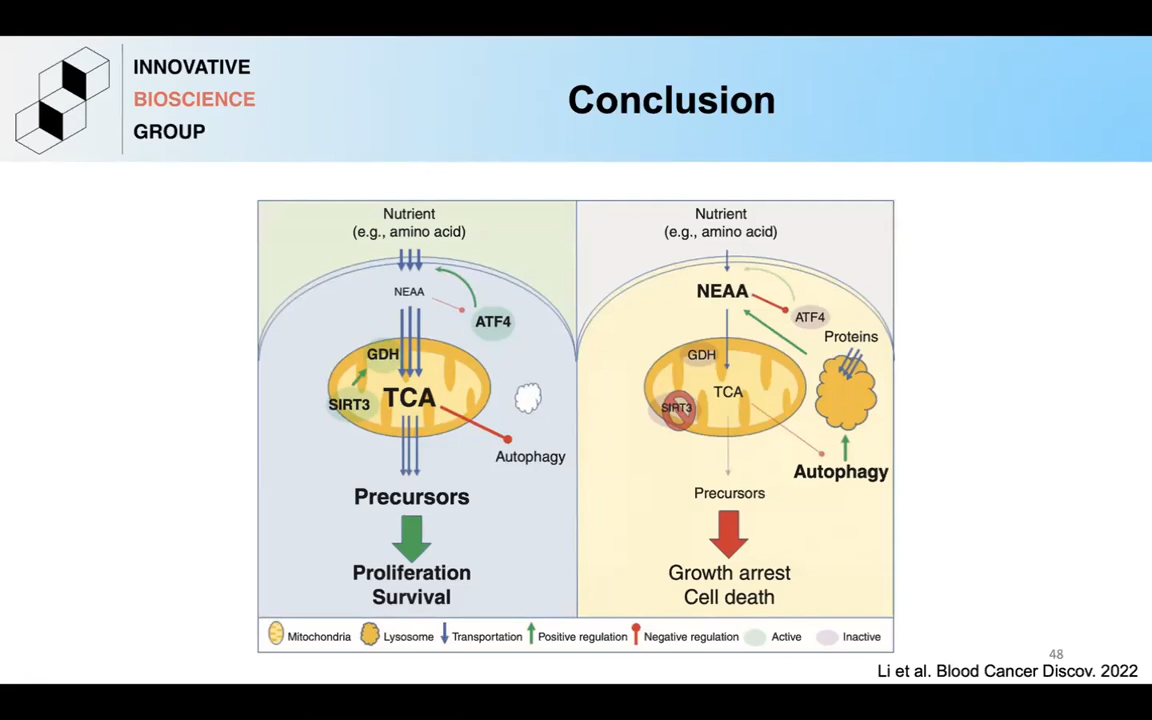 INNOVATIVE
BIOSCIENCE
GROUP
Conclusion
Nutrient
(e.g., amino acid)
NEAA
ATF4
GDH
SIRT3
TCA
Autophagy
Precursors
Proliferation
Survival
Nutrient
(e.g., amino acid)
NEAA
ATF4
Proteins
GDH
TCA
SIRT3
Autophagy
Precursors
Growth arrest
Cell death
Mitochondria
Lysosome
Transportation
Positive regulation
Negative regulation
Active
Inactive
48
Li et al. Blood Cancer Discov. 2022